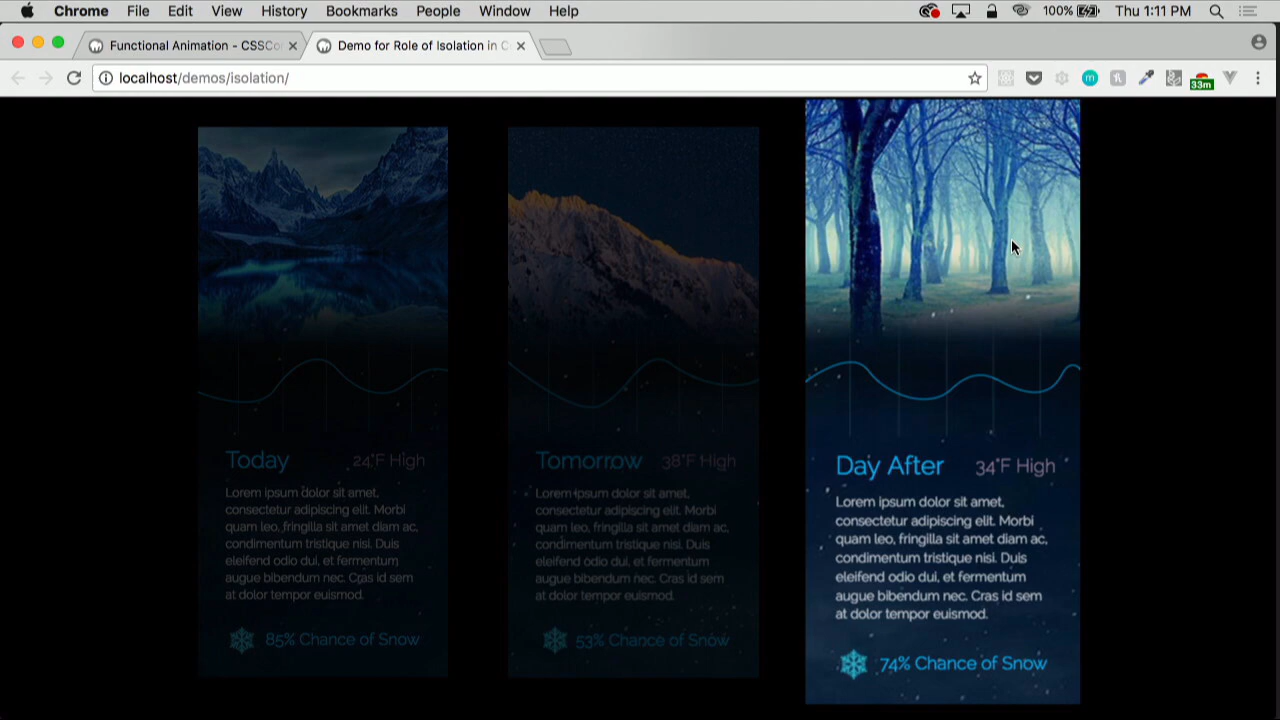 Chrome File Edit View History Bookmarks People Window Help 100% Thu 1:11 PM
Functional Animation - CSSCo
Demo for Role of Isolation in C
localhost/demos/isolation/
33m
Today 24°F High
Lorem ipsum dolor sit amet,
consectetur adipiscing elit. Morbi
quam leo, fringilla sit amet diam ac,
condimentum tristique nisi. Duis
eleifend odio dui, et fermentum
augue bibendum nec. Cras id sem
at dolor tempor euismod.
85% Chance of Snow
Tomorrow 38°F High
Lorem ipsum dolor sit amet,
consectetur adipiscing elit. Morbi
quam leo, fringilla sit amet diam ac,
condimentum tristique nisi. Duis
eleifend odio dui, et fermentum
augue bibendum nec. Cras id sem
at dolor tempor euismod.
53% Chance of Snow
Day After 34°F High
Lorem ipsum dolor sit amet,
consectetur adipiscing elit. Morbi
quam leo, fringilla sit amet diam ac,
condimentum tristique nisi. Duis
eleifend odio dui, et fermentum
augue bibendum nec. Cras id sem
at dolor tempor euismod.
74% Chance of Snow